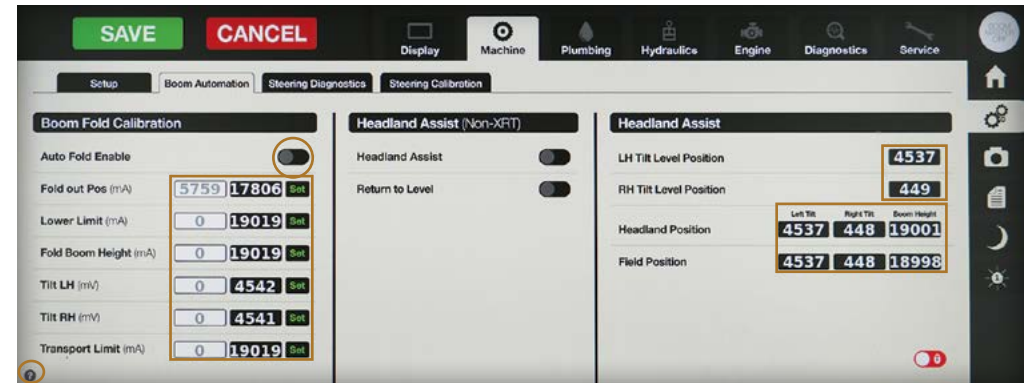 SAVE CANCEL
Display Machine Plumbing Hydraulics Engine Diagnostics Service
Setup Boom Automation Steering Diagnostics Steering Calibration
Boom Fold Calibration
Auto Fold Enable
Fold out Pos (mA) 5759 17806 Set
Lower Limit (mA) 0 19019 Set
Fold Boom Height (mA) 0 19019 Set
Tilt LH (mV) 0 4542 Set
Tilt RH (mV) 0 4541 Set
Transport Limit (mA) 0 19019 Set
?
Headland Assist (Non-XRT)
Headland Assist
Return to Level
Headland Assist
LH Tilt Level Position 4537
RH Tilt Level Position 449
Left Tilt Right Tilt Boom Height
Headland Position 4537 448 19001
Field Position 4537 448 18998